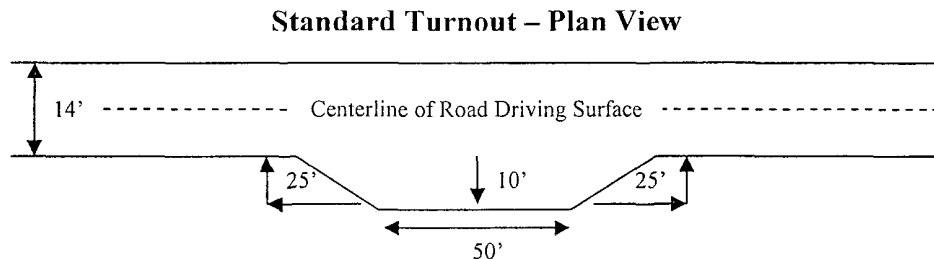 Standard Turnout – Plan View
14’
Centerline of Road Driving Surface
25’
10’
25’
50’